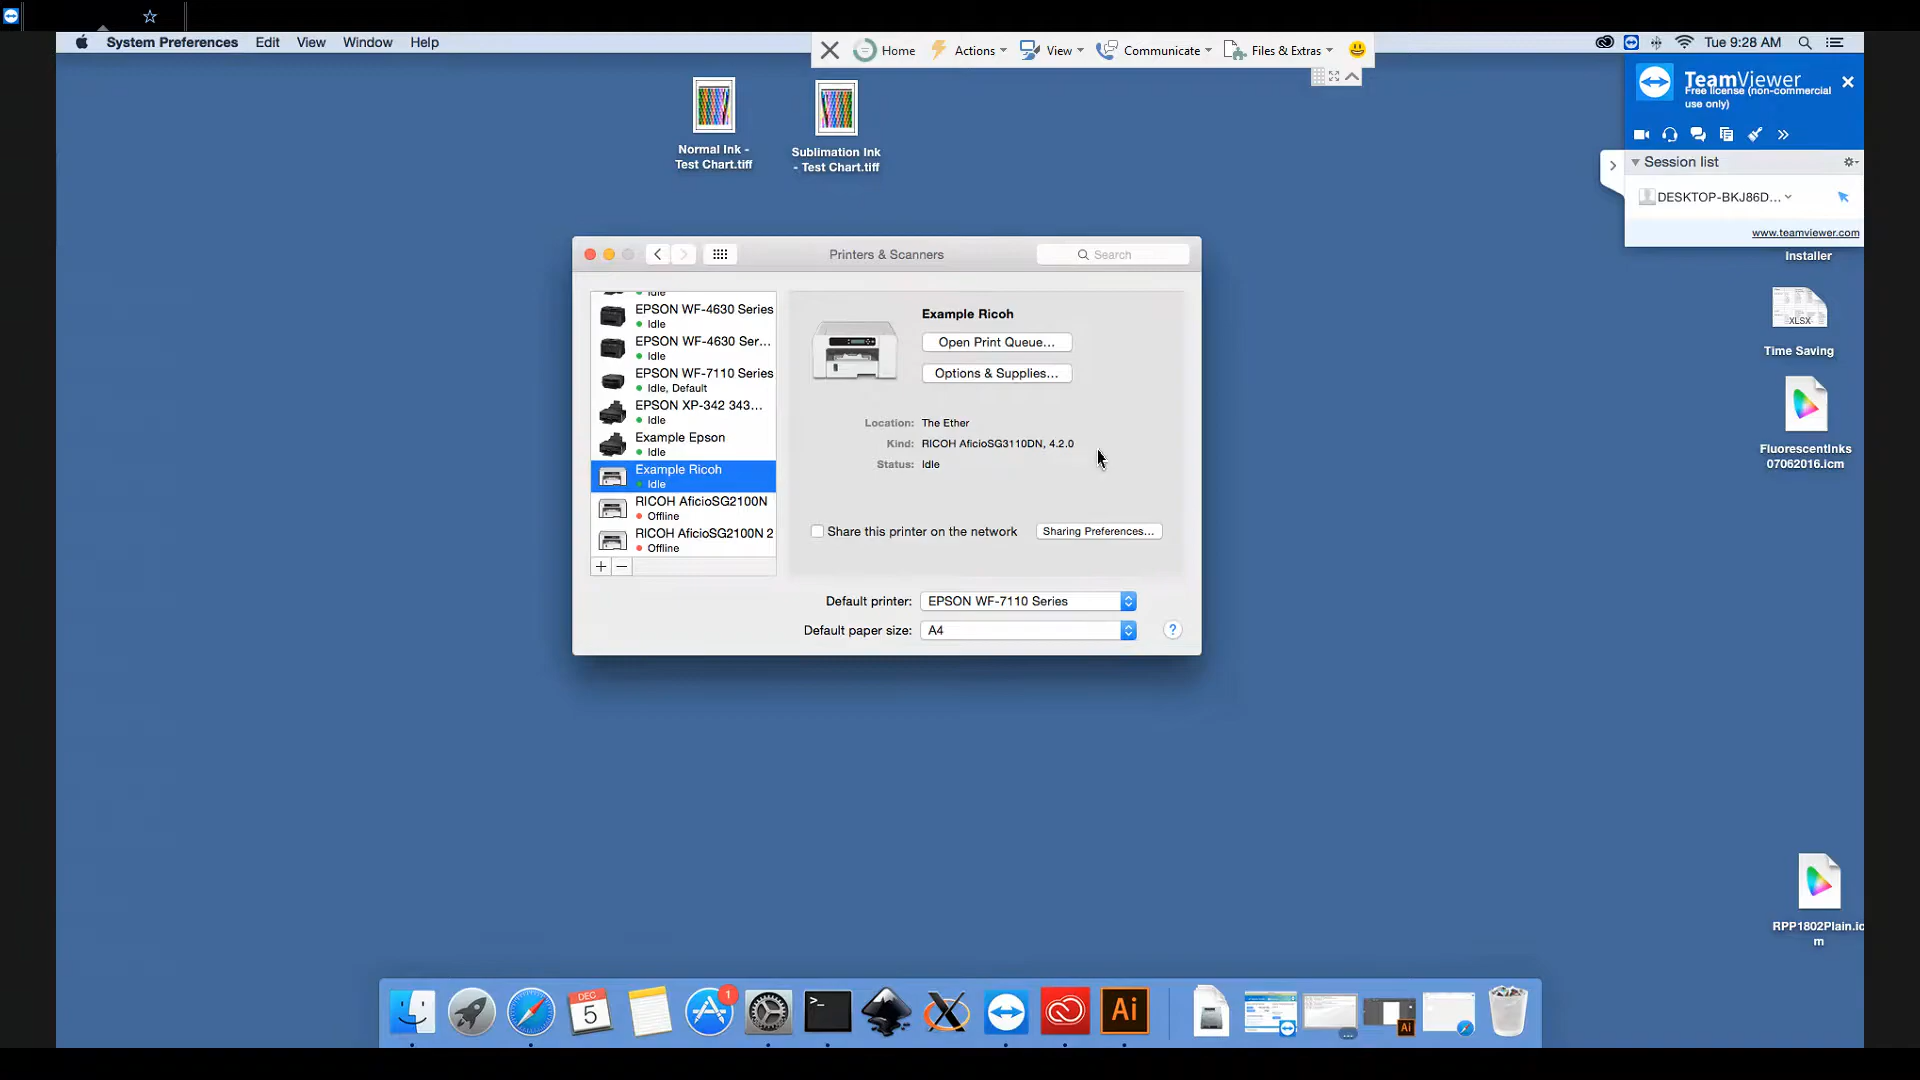 System Preferences Edit View Window Help
Home Actions View Communicate Files & Extras
Tue 9:28 AM
TeamViewer
Free license (non-commercial
use only)
Session list
DESKTOP-BKJ86D...
www.teamviewer.com
Normal Ink -
Test Chart.tiff
Sublimation Ink
- Test Chart.tiff
Installer
XLSX
Time Saving
FluorescentInks
07062016.icm
RPP1802Plain.ic
m
Printers & Scanners
Search
Idle
EPSON WF-4630 Series
Idle
EPSON WF-4630 Ser...
Idle
EPSON WF-7110 Series
Idle, Default
EPSON XP-342 343...
Idle
Example Epson
Idle
Example Ricoh
Idle
RICOH AficioSG2100N
Offline
RICOH AficioSG2100N 2
Offline
+ −
Example Ricoh
Open Print Queue...
Options & Supplies...
Location: The Ether
Kind: RICOH AficioSG3110DN, 4.2.0
Status: Idle
Share this printer on the network
Sharing Preferences...
Default printer: EPSON WF-7110 Series
Default paper size: A4
?
DEC
5
1
>_
Ai
Ai